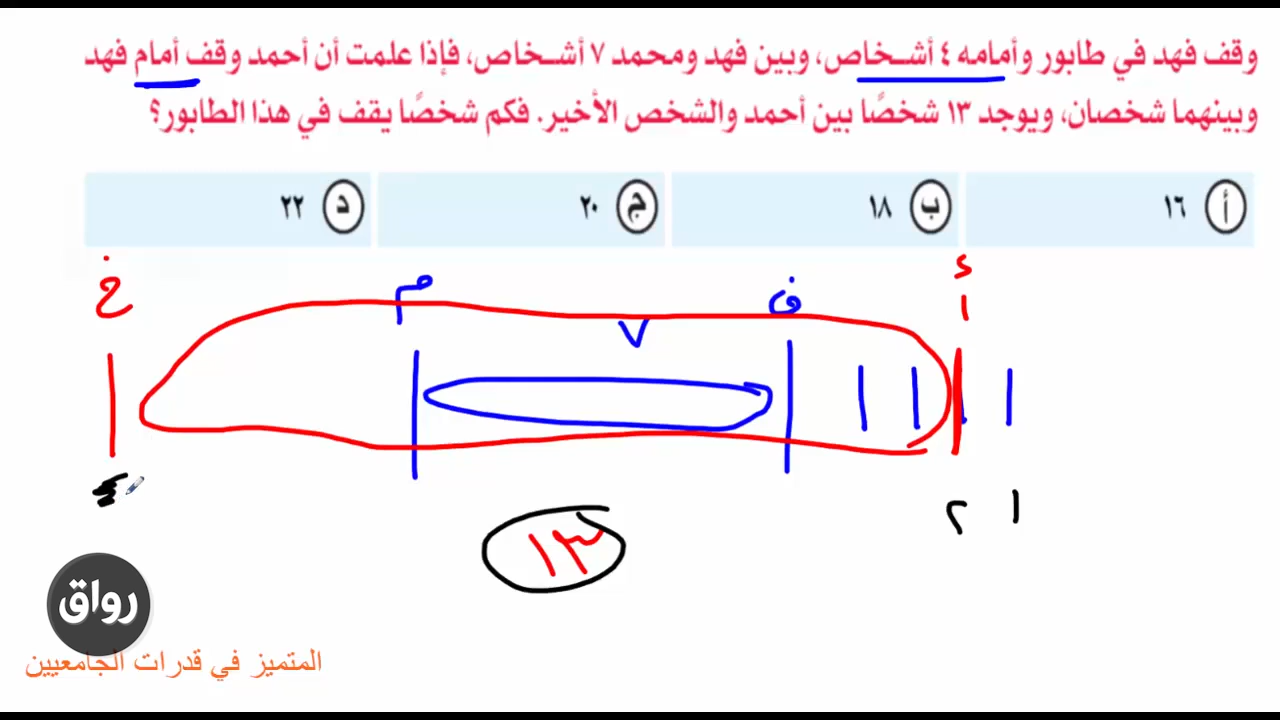 وقف فهد في طابور وأمامه ٤ أشـخاص، وبين فهد ومحمد ٧ أشـخاص، فإذا علمت أن أحمد وقف أمام فهد
وبينهما شخصان، ويوجد ١٣ شخصًا بين أحمد والشخص الأخير. فكم شخصًا يقف في هذا الطابور؟
أ ١٦ ب ١٨ ج ٢٠ د ٢٢
أ ف م خ
٧
١ ٢
١٣
رواق
المتميز في قدرات الجامعيين